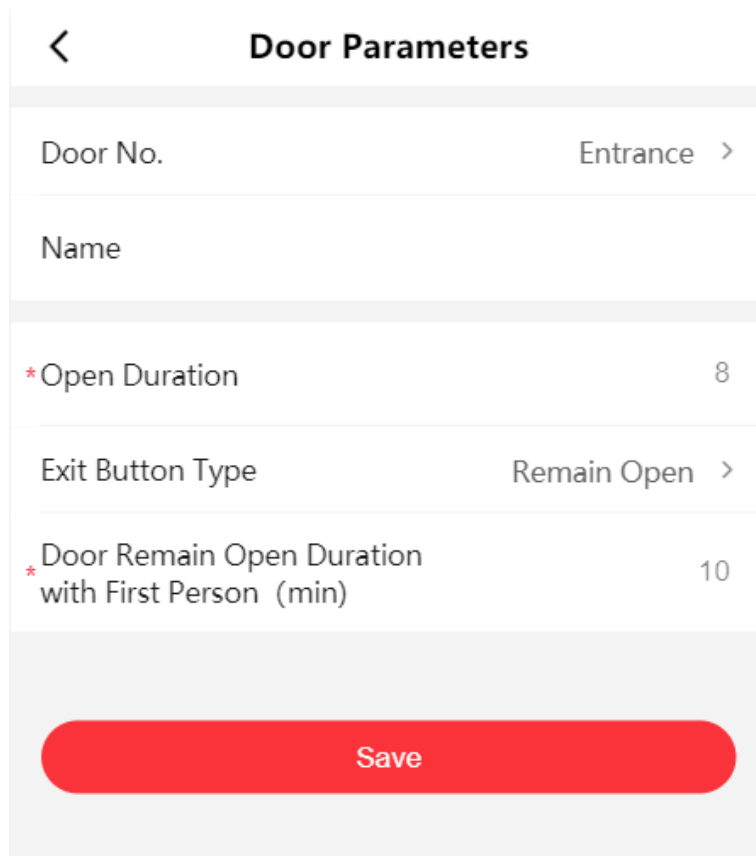 Door Parameters
Door No. Entrance
Name
*Open Duration 8
Exit Button Type Remain Open
*Door Remain Open Duration
with First Person (min) 10
Save